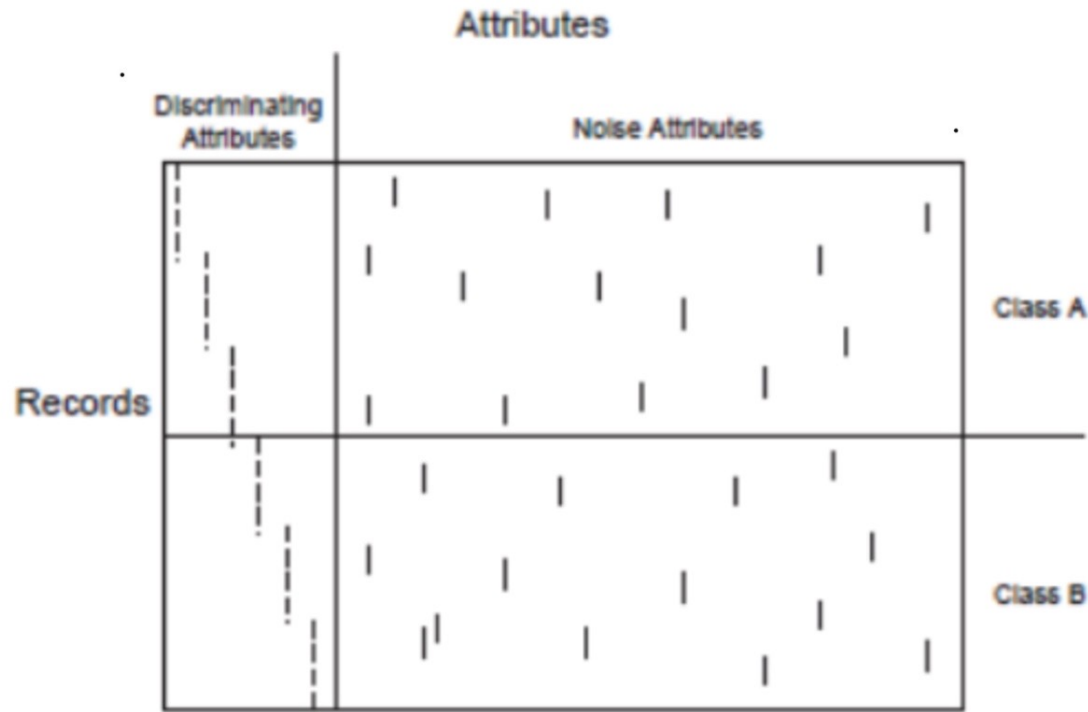 Attributes
Discriminating
Attributes
Noise Attributes
Class A
Records
Class B